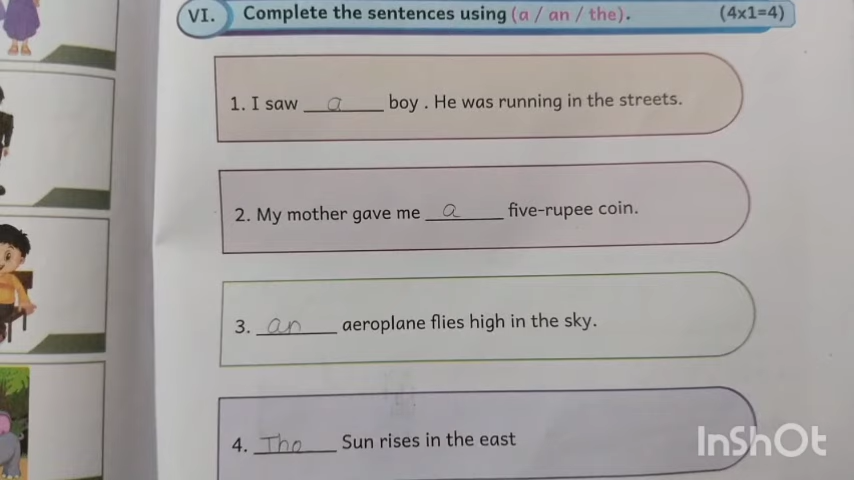 VI. Complete the sentences using (a / an / the). (4x1=4)
1. I saw a boy . He was running in the streets.
2. My mother gave me a five-rupee coin.
3. an aeroplane flies high in the sky.
4. The Sun rises in the east
InShOt